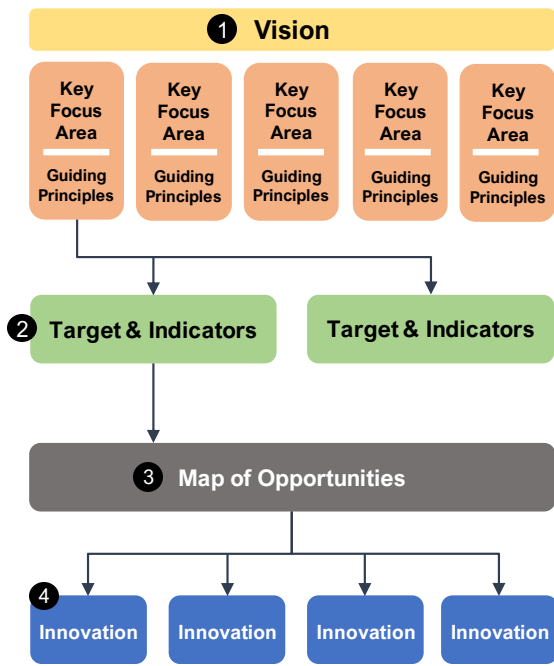 1 Vision
Key
Focus
Area
Guiding
Principles
Key
Focus
Area
Guiding
Principles
Key
Focus
Area
Guiding
Principles
Key
Focus
Area
Guiding
Principles
Key
Focus
Area
Guiding
Principles
2 Target & Indicators
Target & Indicators
3 Map of Opportunities
4
Innovation
Innovation
Innovation
Innovation